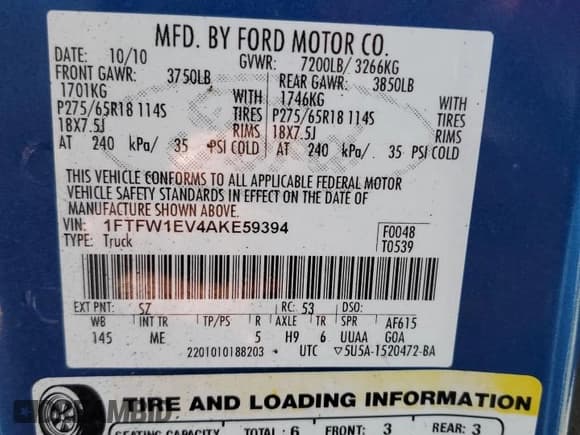 MFD. BY FORD MOTOR CO.
DATE: 10/10 GVWR: 7200LB/ 3266KG
FRONT GAWR: 3750LB REAR GAWR: 3850LB
1701KG WITH 1746KG WITH
P275/65R18 114S TIRES P275/65R18 114S TIRES
18X7.5J RIMS 18X7.5J RIMS
AT 240 kPa/ 35 PSI COLD AT 240 kPa/ 35 PSI COLD
THIS VEHICLE CONFORMS TO ALL APPLICABLE FEDERAL MOTOR
VEHICLE SAFETY STANDARDS IN EFFECT ON THE DATE OF
MANUFACTURE SHOWN ABOVE.
VIN: 1FTFW1EV4AKE59394 F0048
TYPE: Truck T0539
EXT PNT: SZ RC: 53 DSO:
WB INT TR TP/PS R AXLE TR SPR AF615
145 ME 5 H9 6 UUAA GOA
2201010188203 UTC ▽5U5A-1520472-BA
TIRE AND LOADING INFORMATION
SEATING CAPACITY TOTAL: 6 FRONT: 3 REAR: 3